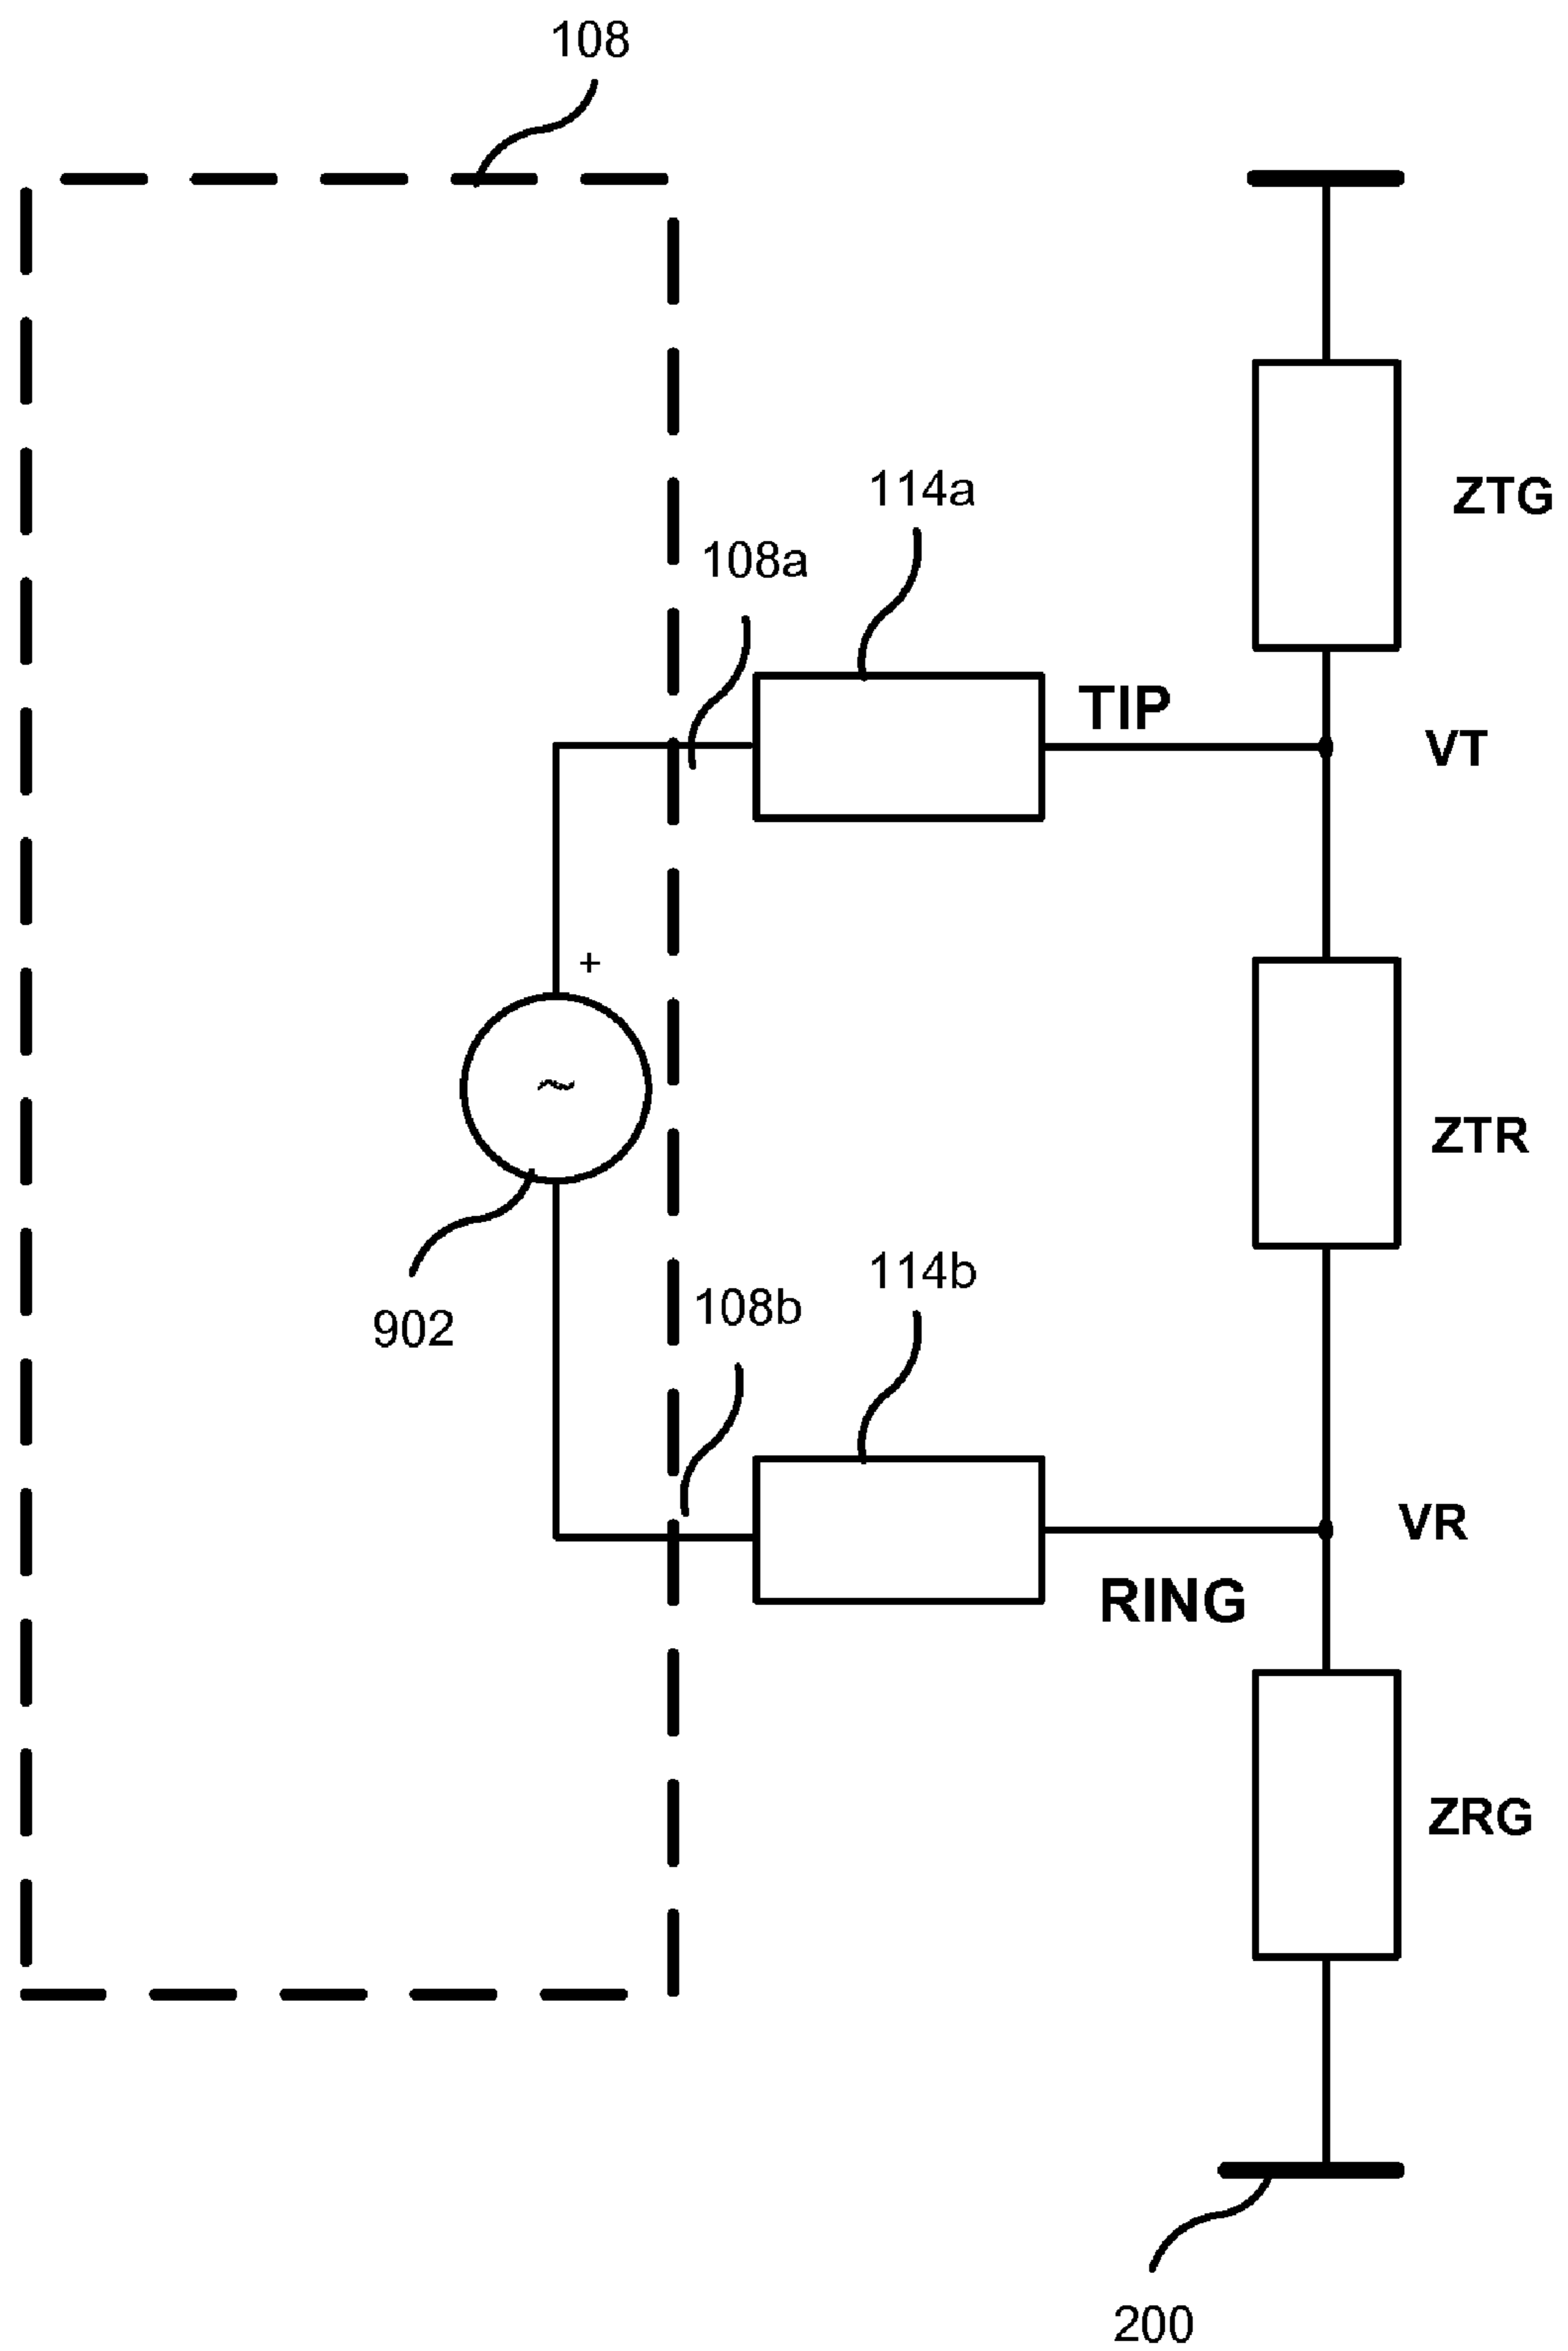 108
114a
ZTG
108a
TIP
VT
+
~
ZTR
114b
108b
902
VR
RING
ZRG
200